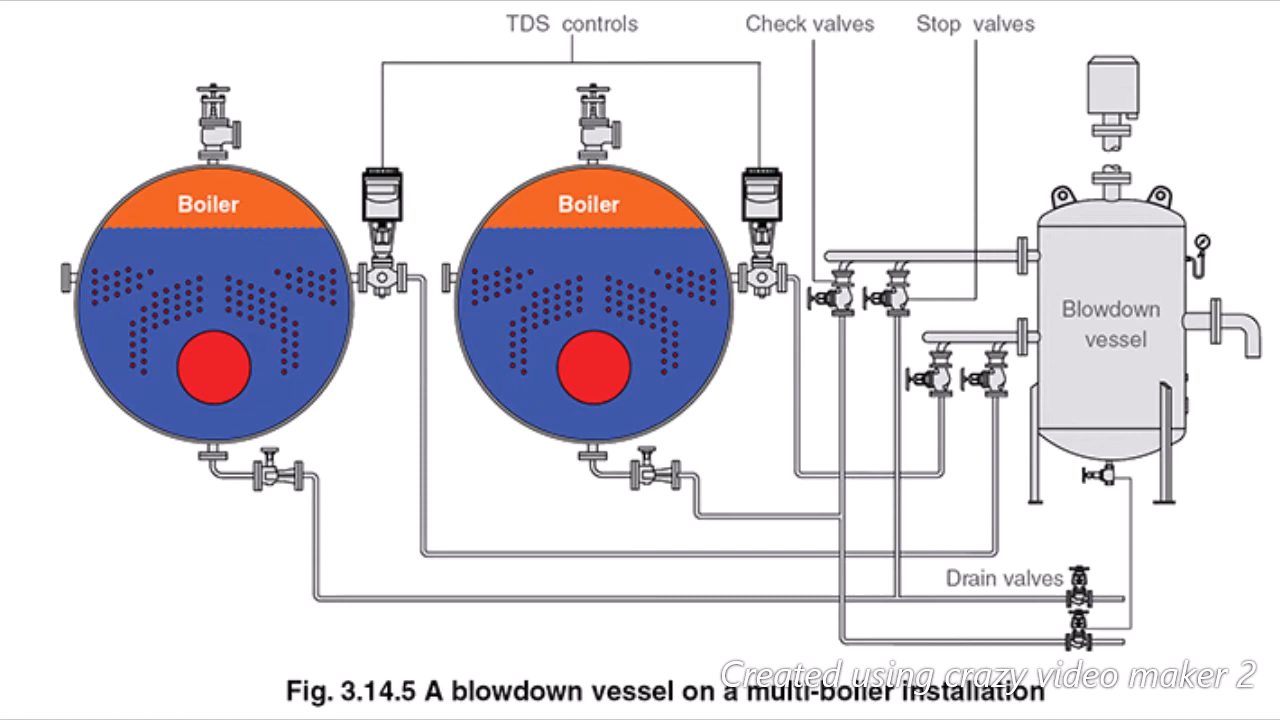 TDS controls
Check valves
Stop valves
Boiler
Boiler
Blowdown
vessel
Drain valves
Created using crazy video maker 2
Fig. 3.14.5 A blowdown vessel on a multi-boiler installation